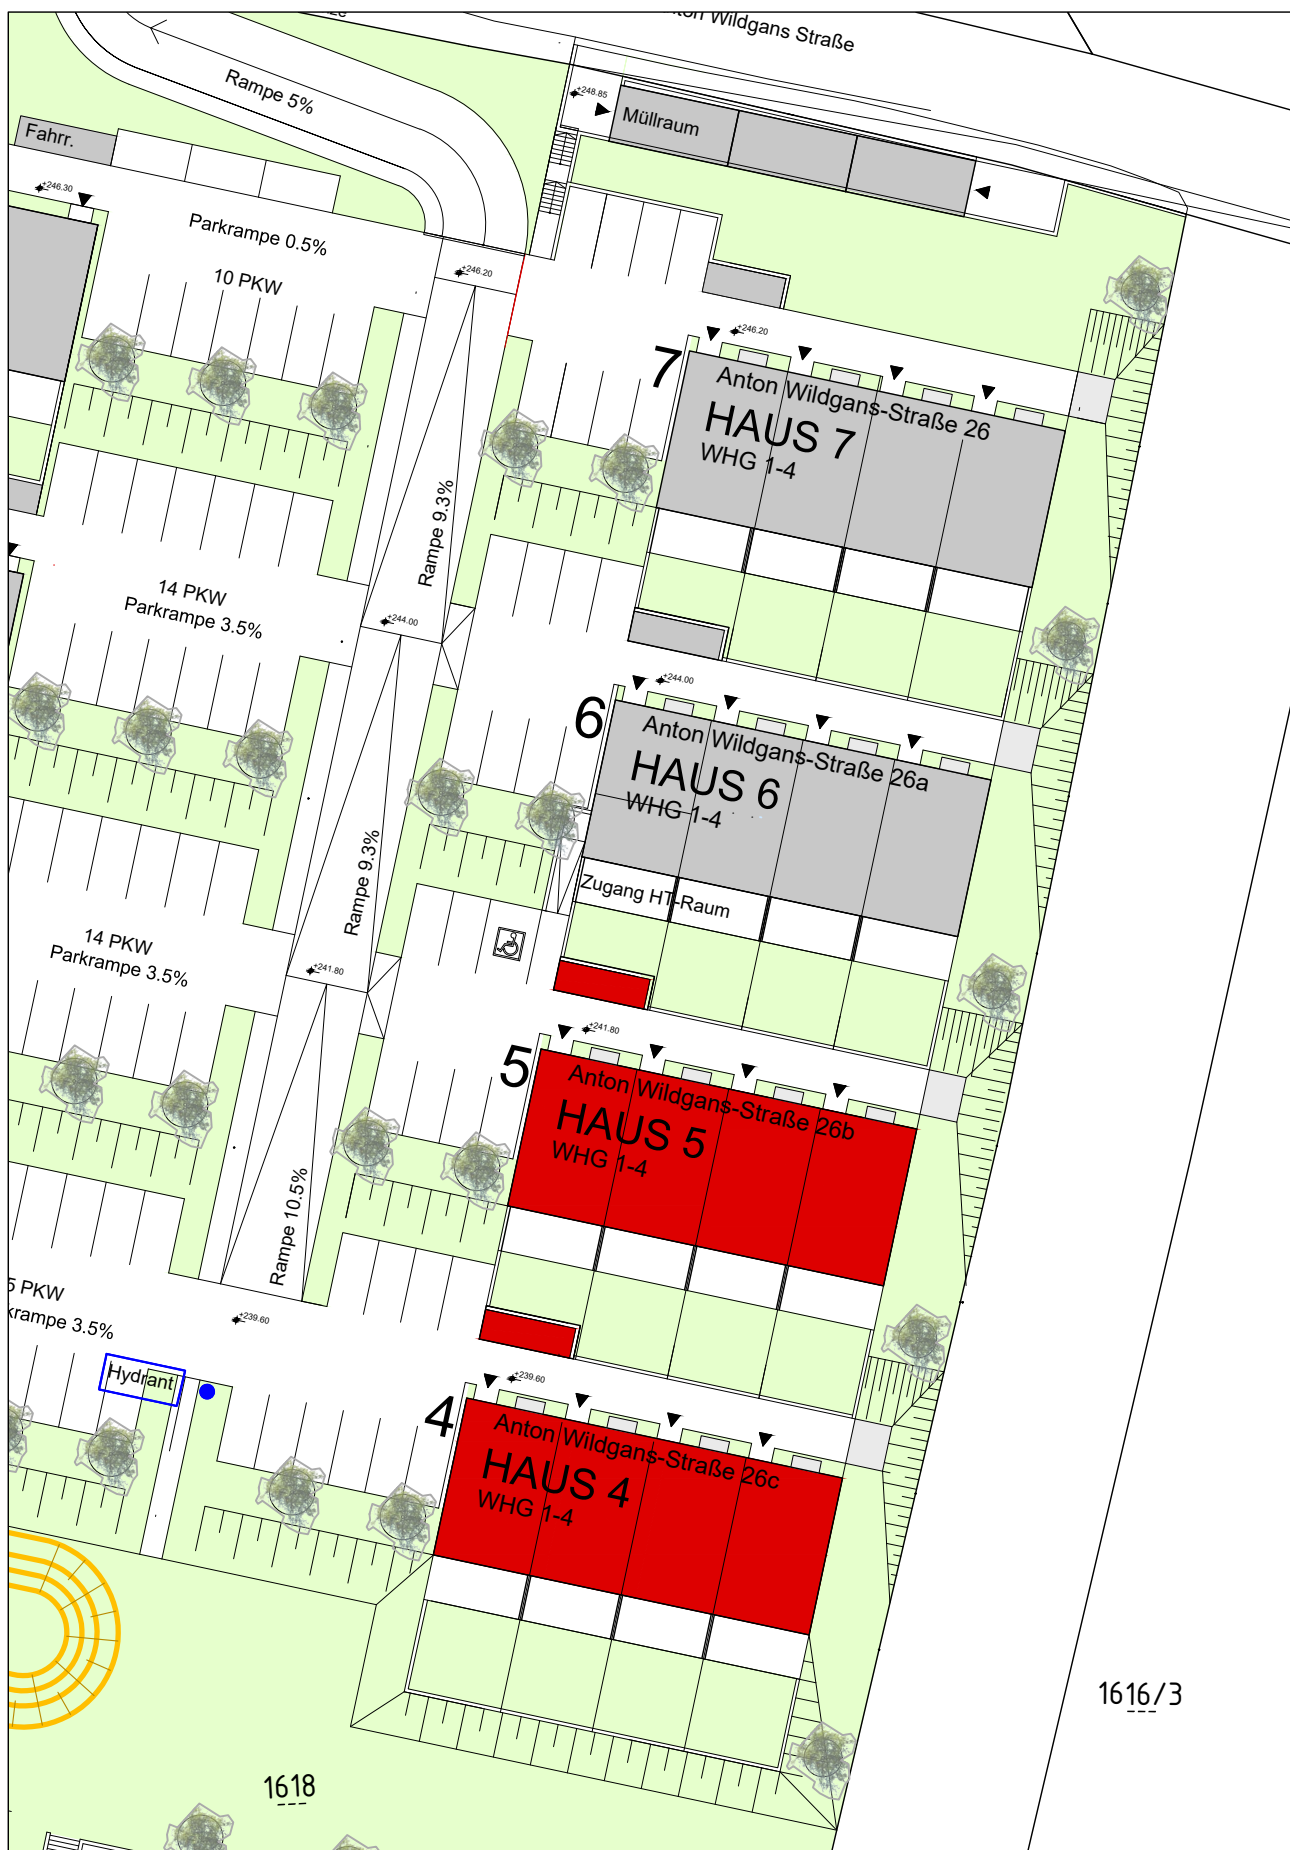 Anton Wildgans Straße
Rampe 5%
+248.85
Müllraum
Fahrr.
+246.30
Parkrampe 0.5%
10 PKW
+246.20
+246.20
7
Anton Wildgans-Straße 26
HAUS 7
WHG 1-4
Rampe 9.3%
14 PKW
Parkrampe 3.5%
+244.00
+244.00
6
Anton Wildgans-Straße 26a
HAUS 6
WHG 1-4
Rampe 9.3%
Zugang HT-Raum
14 PKW
Parkrampe 3.5%
+241.80
+241.80
5
Anton Wildgans-Straße 26b
HAUS 5
WHG 1-4
Rampe 10.5%
5 PKW
krampe 3.5%
+239.60
Hydrant
+239.60
4
Anton Wildgans-Straße 26c
HAUS 4
WHG 1-4
1616/3
1618